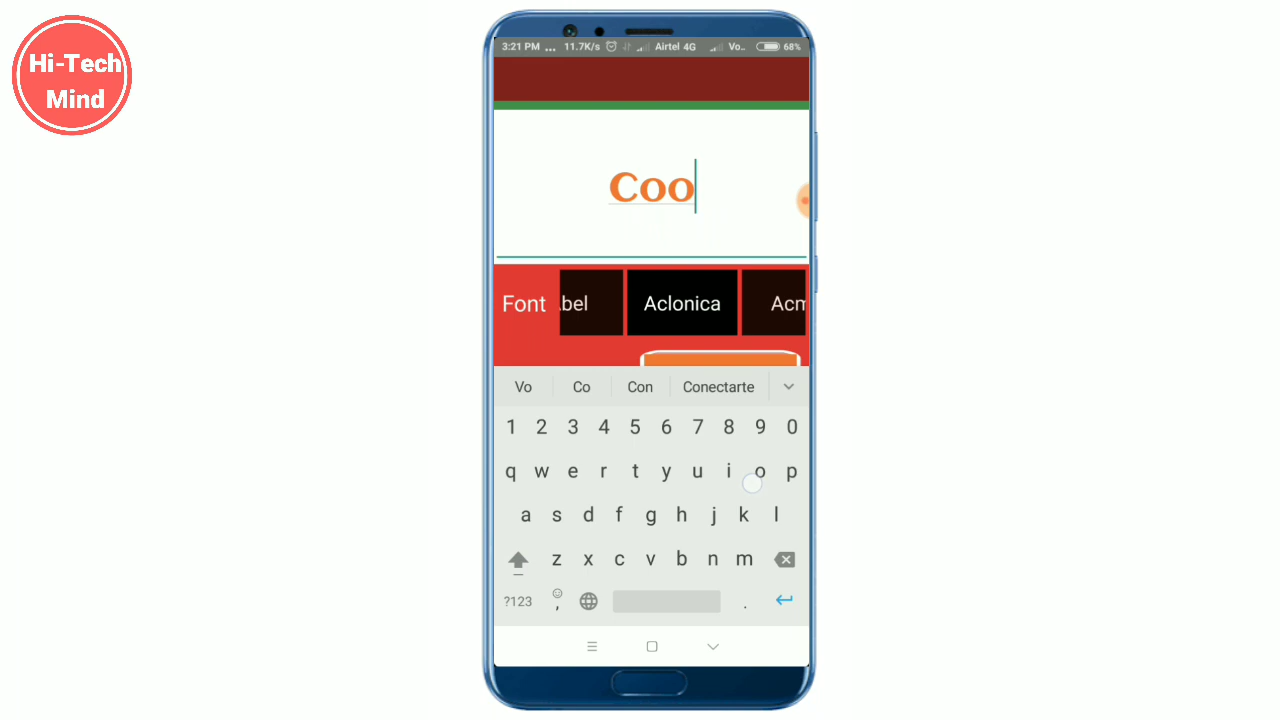 Hi-Tech
Mind
3:21 PM ... 11.7K/s Airtel 4G Vo.. 68%
Coo
Font bel Aclonica Acm
Vo Co Con Conectarte
1 2 3 4 5 6 7 8 9 0
q w e r t y u i o p
a s d f g h j k l
z x c v b n m
?123 , .